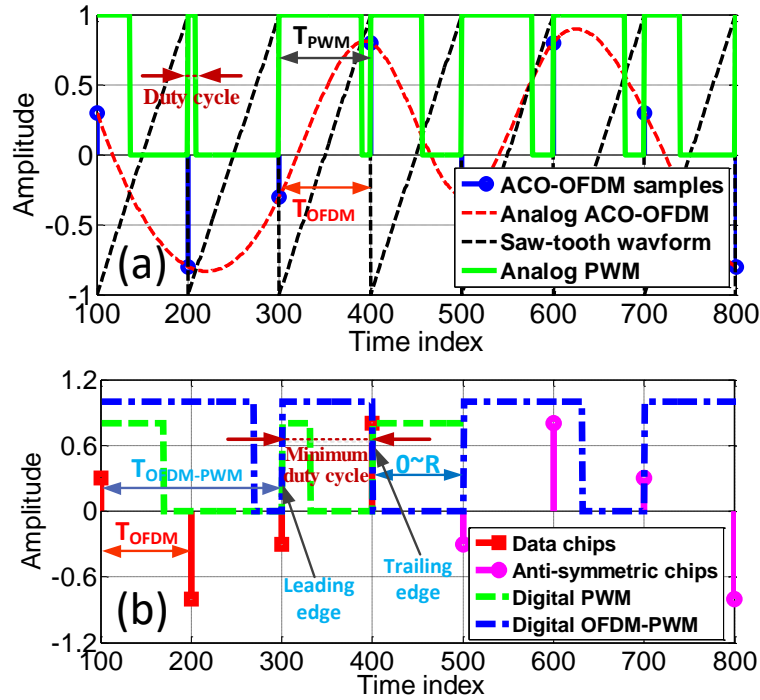 1
0.5
0
-0.5
-1
Amplitude
T_PWM
Duty cycle
T_OFDM
(a)
ACO-OFDM samples
Analog ACO-OFDM
Saw-tooth wavform
Analog PWM
100 200 300 400 500 600 700 800
Time index
1.2
0.6
0
-0.6
-1.2
Amplitude
Minimum
duty cycle
T_OFDM-PWM
0~R
T_OFDM
Leading
edge
Trailing
edge
(b)
Data chips
Anti-symmetric chips
Digital PWM
Digital OFDM-PWM
100 200 300 400 500 600 700 800
Time index